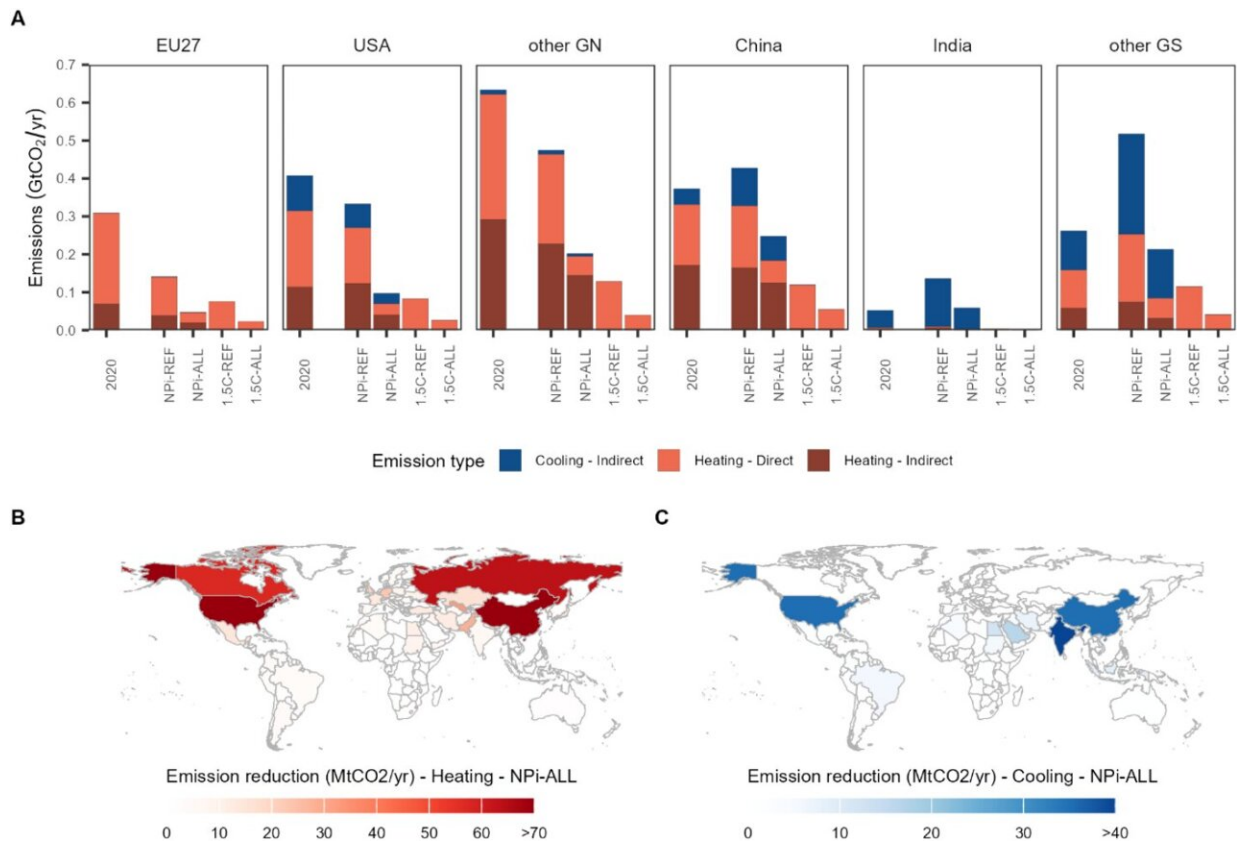 A
EU27 USA other GN China India other GS
Emissions (GtCO₂/yr)
0.7
0.6
0.5
0.4
0.3
0.2
0.1
0.0
2020 NPi-REF NPi-ALL 1.5C-REF 1.5C-ALL 2020 NPi-REF NPi-ALL 1.5C-REF 1.5C-ALL 2020 NPi-REF NPi-ALL 1.5C-REF 1.5C-ALL 2020 NPi-REF NPi-ALL 1.5C-REF 1.5C-ALL 2020 NPi-REF NPi-ALL 1.5C-REF 1.5C-ALL 2020 NPi-REF NPi-ALL 1.5C-REF 1.5C-ALL
Emission type Cooling - Indirect Heating - Direct Heating - Indirect
B
Emission reduction (MtCO2/yr) - Heating - NPi-ALL
0 10 20 30 40 50 60 >70
C
Emission reduction (MtCO2/yr) - Cooling - NPi-ALL
0 10 20 30 >40